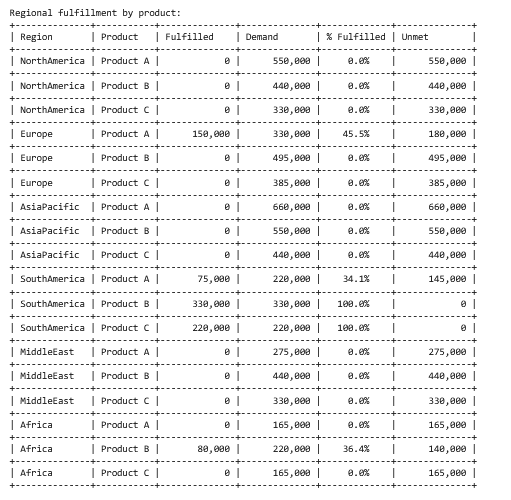 Regional fulfillment by product:
+--------------+-----------+-------------+------------+-------------+------------+
| Region       | Product   |   Fulfilled |     Demand | % Fulfilled |      Unmet |
+--------------+-----------+-------------+------------+-------------+------------+
| NorthAmerica | Product A |           0 |    550,000 |        0.0% |    550,000 |
| NorthAmerica | Product B |           0 |    440,000 |        0.0% |    440,000 |
| NorthAmerica | Product C |           0 |    330,000 |        0.0% |    330,000 |
| Europe       | Product A |     150,000 |    330,000 |       45.5% |    180,000 |
| Europe       | Product B |           0 |    495,000 |        0.0% |    495,000 |
| Europe       | Product C |           0 |    385,000 |        0.0% |    385,000 |
| AsiaPacific  | Product A |           0 |    660,000 |        0.0% |    660,000 |
| AsiaPacific  | Product B |           0 |    550,000 |        0.0% |    550,000 |
| AsiaPacific  | Product C |           0 |    440,000 |        0.0% |    440,000 |
| SouthAmerica | Product A |      75,000 |    220,000 |       34.1% |    145,000 |
| SouthAmerica | Product B |     330,000 |    330,000 |      100.0% |          0 |
| SouthAmerica | Product C |     220,000 |    220,000 |      100.0% |          0 |
| MiddleEast   | Product A |           0 |    275,000 |        0.0% |    275,000 |
| MiddleEast   | Product B |           0 |    440,000 |        0.0% |    440,000 |
| MiddleEast   | Product C |           0 |    330,000 |        0.0% |    330,000 |
| Africa       | Product A |           0 |    165,000 |        0.0% |    165,000 |
| Africa       | Product B |      80,000 |    220,000 |       36.4% |    140,000 |
| Africa       | Product C |           0 |    165,000 |        0.0% |    165,000 |
+--------------+-----------+-------------+------------+-------------+------------+